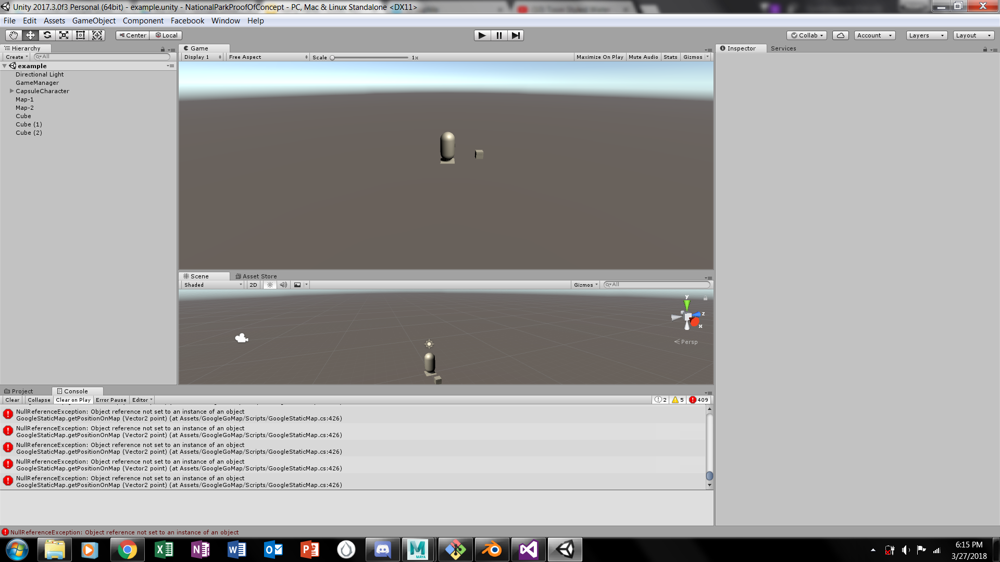 Unity 2017.3.0f3 Personal (64bit) - example.unity - NationalParkProofOfConcept - PC, Mac & Linux Standalone <DX11>
File Edit Assets GameObject Component Facebook Window Help
Center Local Collab Account Layers Layout
Hierarchy
Create All
example
Directional Light
GameManager
CapsuleCharacter
Map-1
Map-2
Cube
Cube (1)
Cube (2)
Game
Display 1 Free Aspect Scale 1x Maximize On Play Mute Audio Stats Gizmos
Scene Asset Store
Shaded 2D Gizmos All
y
z
x
Persp
Inspector Services
Project Console
Clear Collapse Clear on Play Error Pause Editor 2 5 409
NullReferenceException: Object reference not set to an instance of an object
GoogleStaticMap.getPositionOnMap (Vector2 point) (at Assets/GoogleGoMap/Scripts/GoogleStaticMap.cs:426)
NullReferenceException: Object reference not set to an instance of an object
GoogleStaticMap.getPositionOnMap (Vector2 point) (at Assets/GoogleGoMap/Scripts/GoogleStaticMap.cs:426)
NullReferenceException: Object reference not set to an instance of an object
GoogleStaticMap.getPositionOnMap (Vector2 point) (at Assets/GoogleGoMap/Scripts/GoogleStaticMap.cs:426)
NullReferenceException: Object reference not set to an instance of an object
GoogleStaticMap.getPositionOnMap (Vector2 point) (at Assets/GoogleGoMap/Scripts/GoogleStaticMap.cs:426)
NullReferenceException: Object reference not set to an instance of an object
GoogleStaticMap.getPositionOnMap (Vector2 point) (at Assets/GoogleGoMap/Scripts/GoogleStaticMap.cs:426)
NullReferenceException: Object reference not set to an instance of an object
MAYA
6:15 PM
3/27/2018